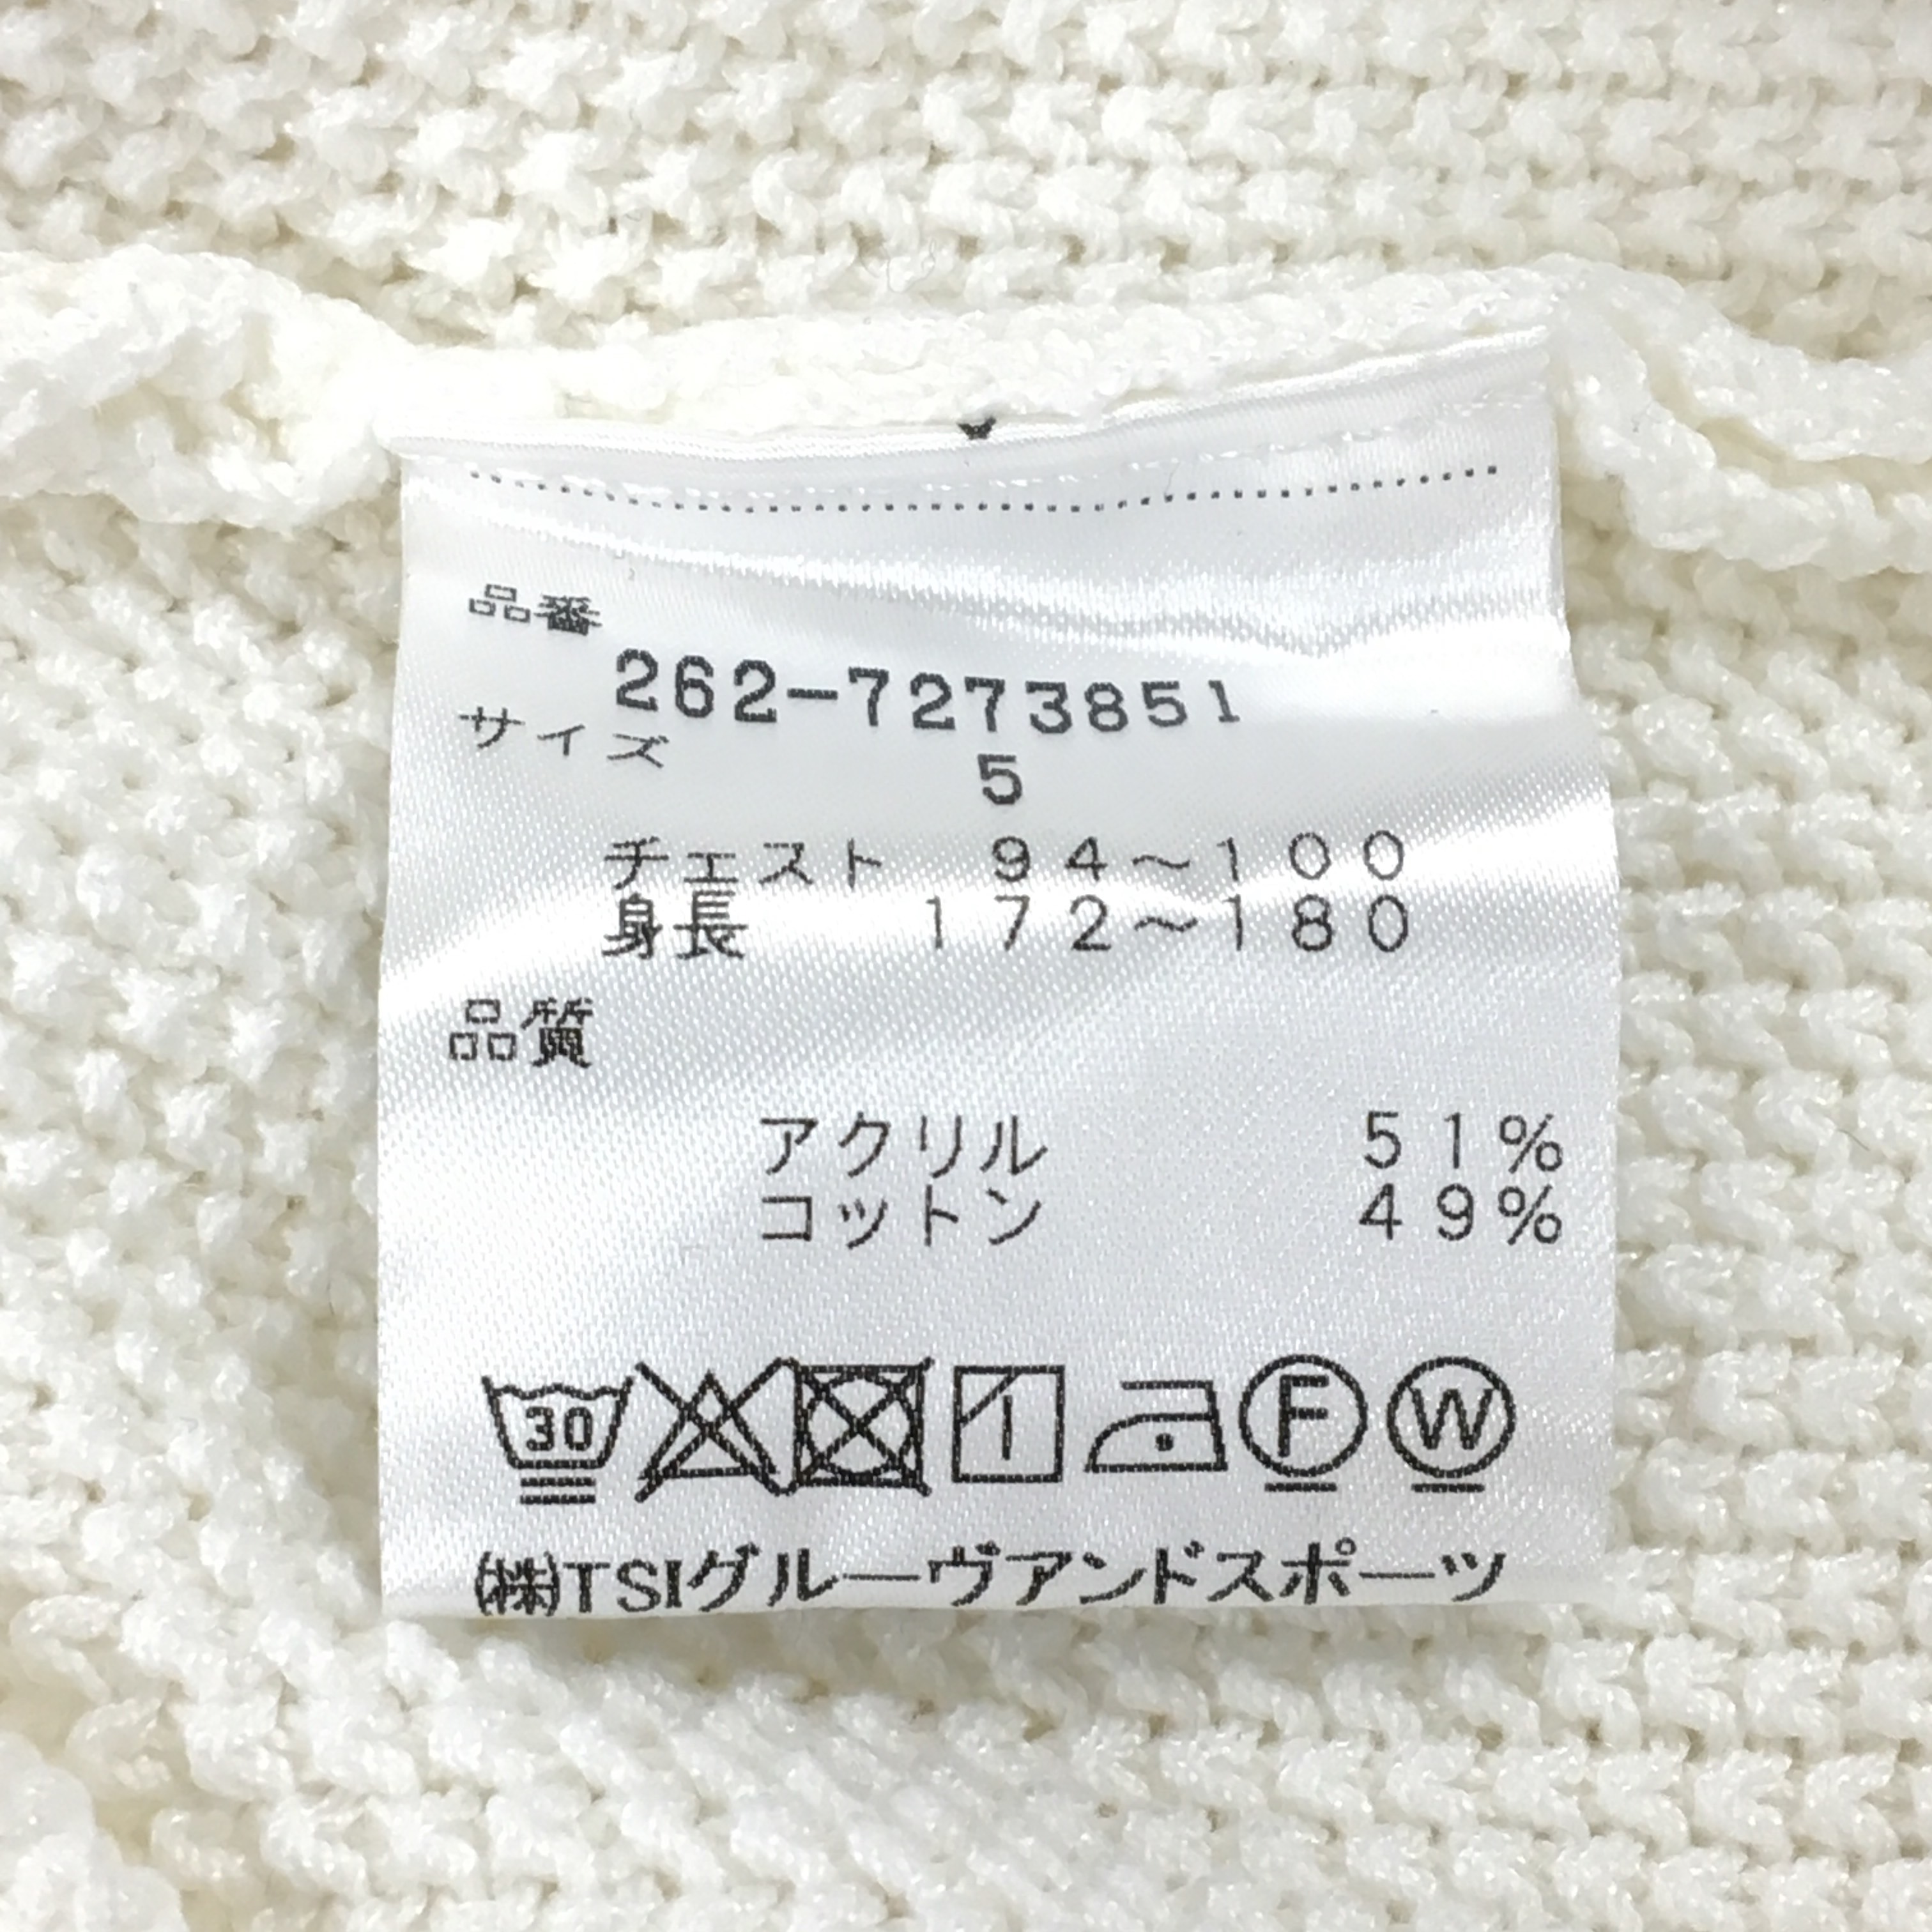 品番
262-7273851
サイズ
5
チェスト 94～100
身長 172～180
品質
アクリル 51%
コットン 49%
30 F W
㈱TSIグルーヴアンドスポーツ